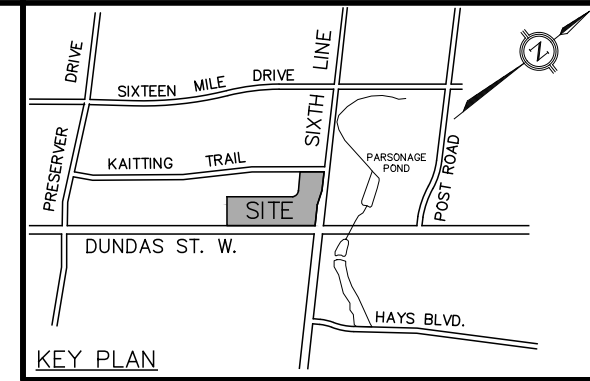 DRIVE
SIXTEEN MILE DRIVE
SIXTH LINE
N
PRESERVER
KAITTING TRAIL
PARSONAGE
POND
POST ROAD
SITE
DUNDAS ST. W.
HAYS BLVD.
KEY PLAN